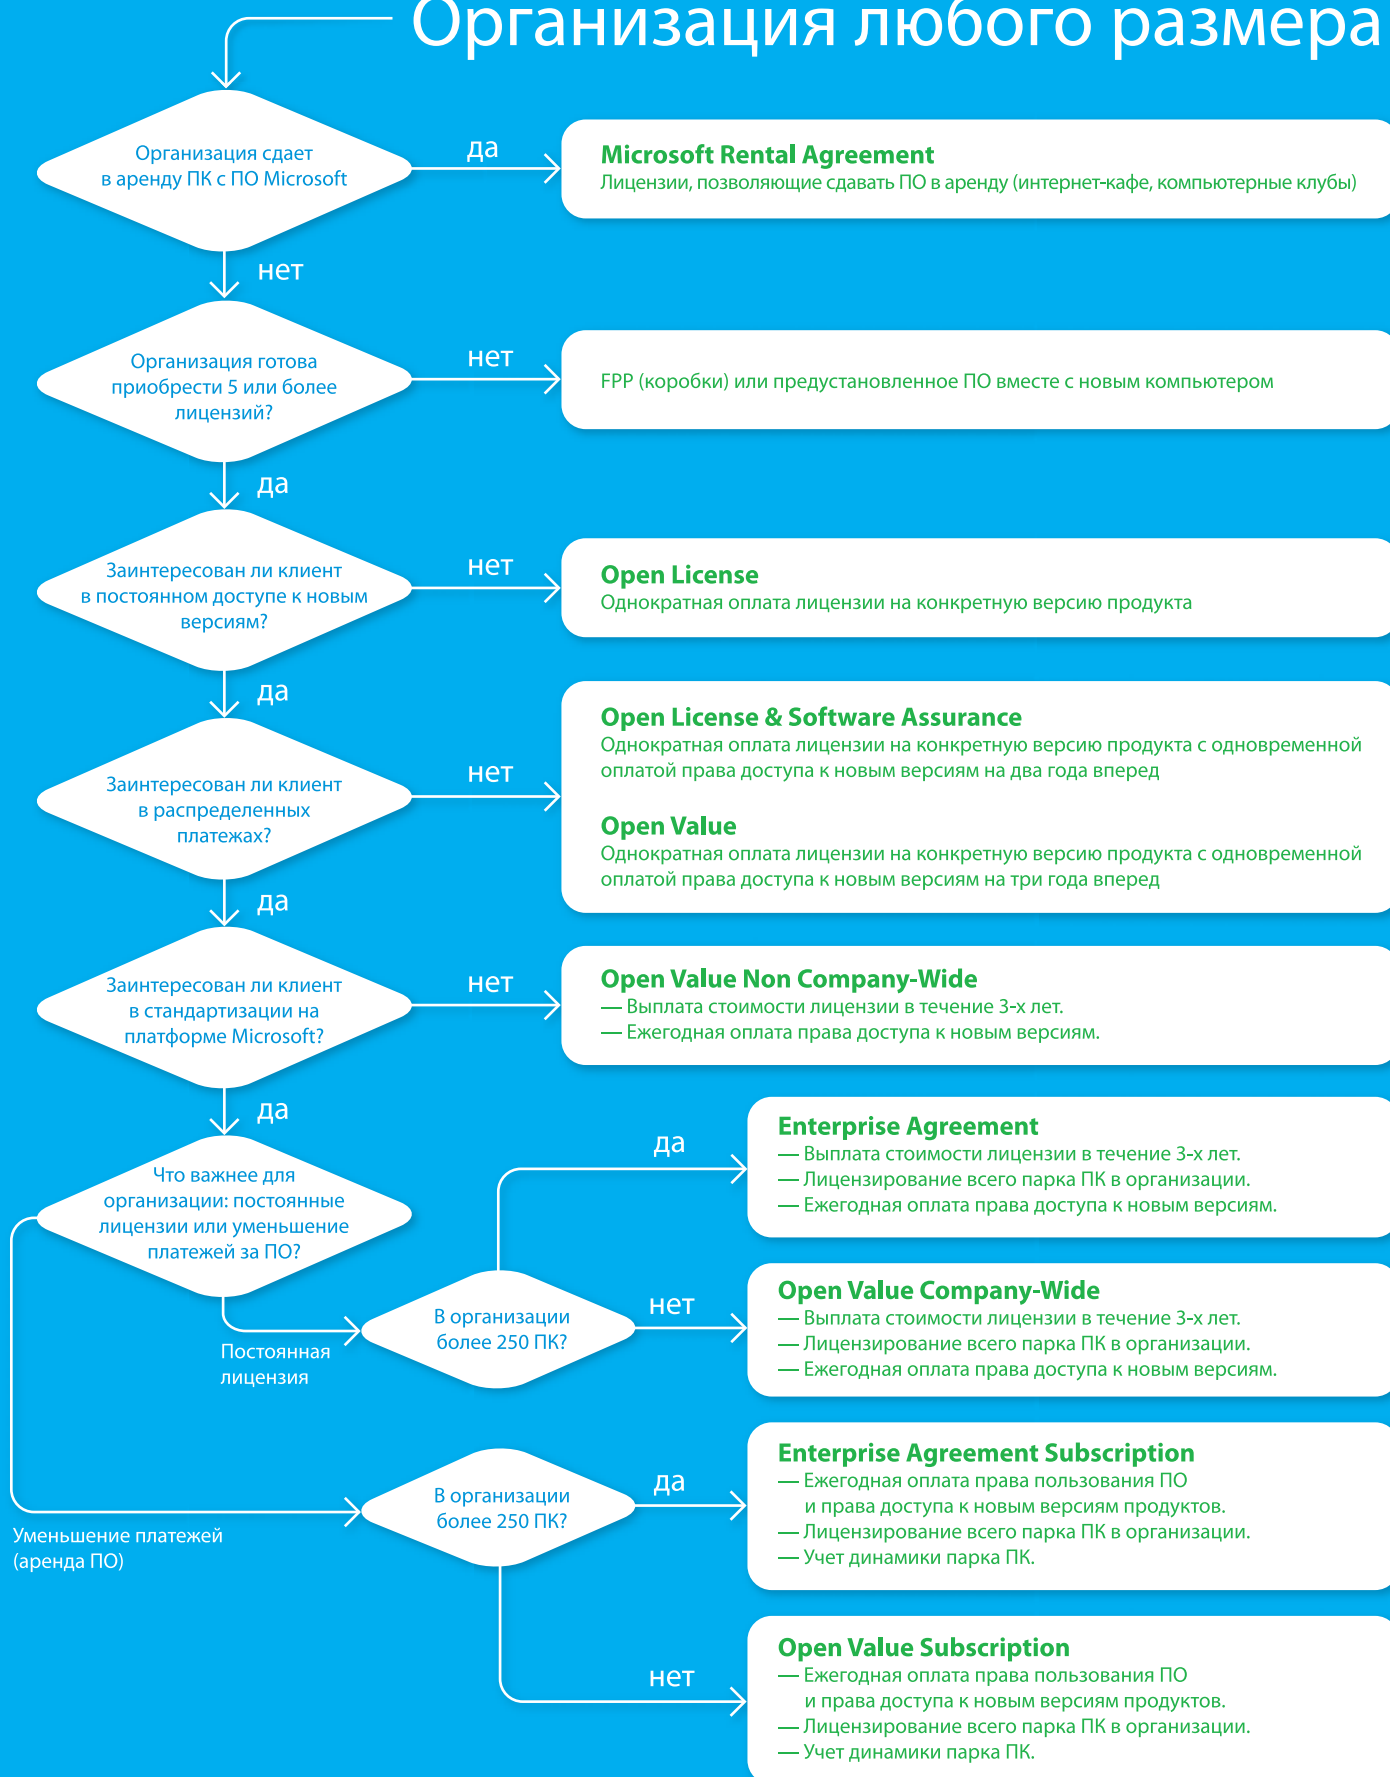 Организация любого размера
Организация сдает
в аренду ПК с ПО Microsoft
да
Microsoft Rental Agreement
Лицензии, позволяющие сдавать ПО в аренду (интернет-кафе, компьютерные клубы)
нет
Организация готова
приобрести 5 или более
лицензий?
нет
FPP (коробки) или предустановленное ПО вместе с новым компьютером
да
Заинтересован ли клиент
в постоянном доступе к новым
версиям?
нет
Open License
Однократная оплата лицензии на конкретную версию продукта
да
Заинтересован ли клиент
в распределенных
платежах?
нет
Open License & Software Assurance
Однократная оплата лицензии на конкретную версию продукта с одновременной
оплатой права доступа к новым версиям на два года вперед
Open Value
Однократная оплата лицензии на конкретную версию продукта с одновременной
оплатой права доступа к новым версиям на три года вперед
да
Заинтересован ли клиент
в стандартизации на
платформе Microsoft?
нет
Open Value Non Company-Wide
— Выплата стоимости лицензии в течение 3-х лет.
— Ежегодная оплата права доступа к новым версиям.
да
Что важнее для
организации: постоянные
лицензии или уменьшение
платежей за ПО?
Постоянная
лицензия
В организации
более 250 ПК?
да
Enterprise Agreement
— Выплата стоимости лицензии в течение 3-х лет.
— Лицензирование всего парка ПК в организации.
— Ежегодная оплата права доступа к новым версиям.
нет
Open Value Company-Wide
— Выплата стоимости лицензии в течение 3-х лет.
— Лицензирование всего парка ПК в организации.
— Ежегодная оплата права доступа к новым версиям.
Уменьшение платежей
(аренда ПО)
В организации
более 250 ПК?
да
Enterprise Agreement Subscription
— Ежегодная оплата права пользования ПО
и права доступа к новым версиям продуктов.
— Лицензирование всего парка ПК в организации.
— Учет динамики парка ПК.
нет
Open Value Subscription
— Ежегодная оплата права пользования ПО
и права доступа к новым версиям продуктов.
— Лицензирование всего парка ПК в организации.
— Учет динамики парка ПК.